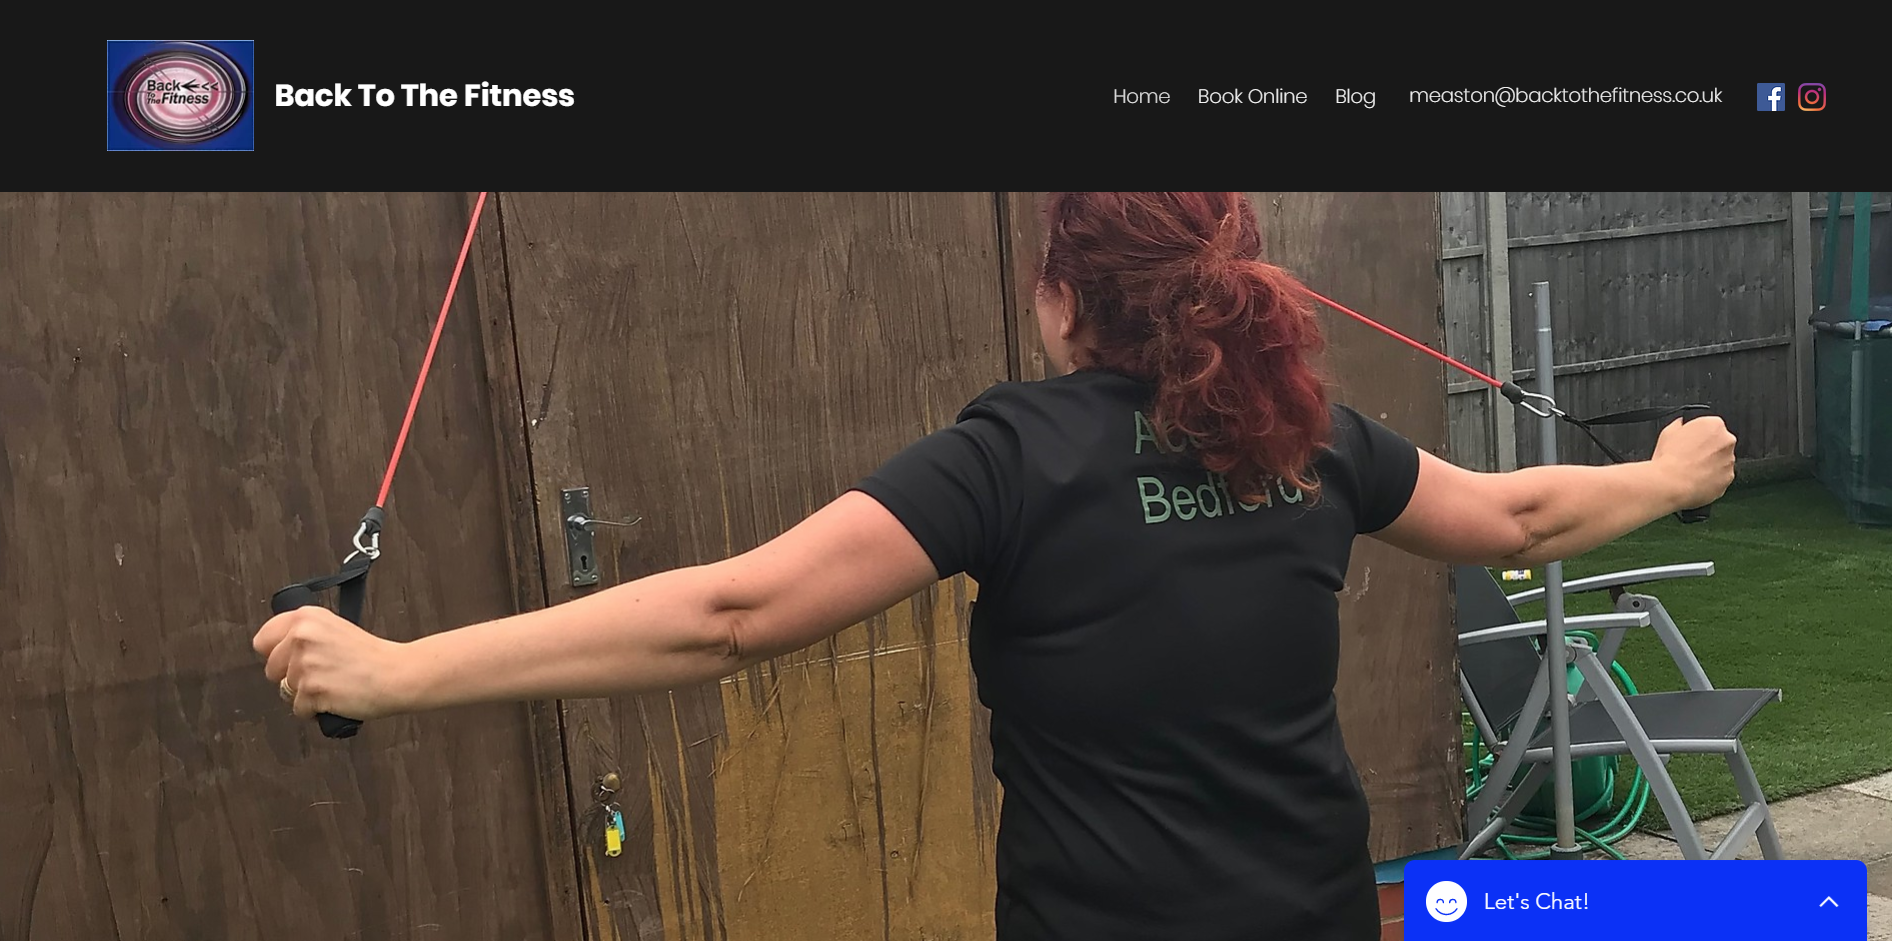 Back
To
The Fitness
Back To The Fitness
Home
Book Online
Blog
measton@backtothefitness.co.uk
Bedford
Let's Chat!